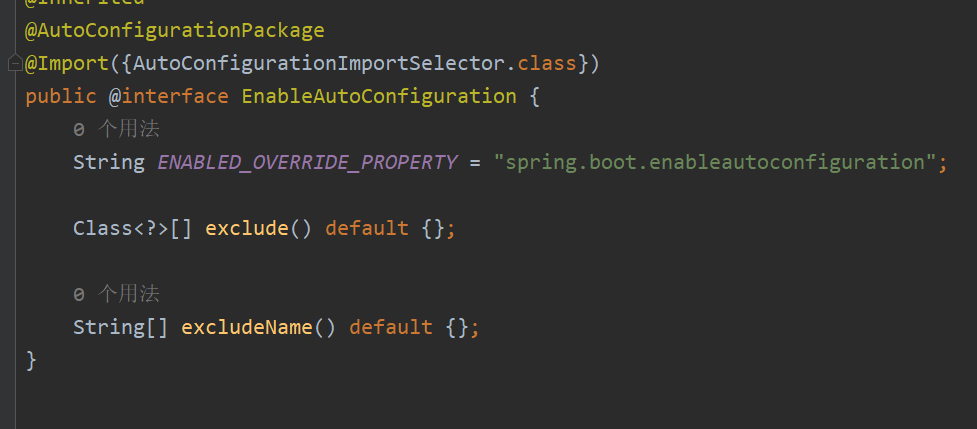 @Inherited
@AutoConfigurationPackage
@Import({AutoConfigurationImportSelector.class})
public @interface EnableAutoConfiguration {
0 个用法
String ENABLED_OVERRIDE_PROPERTY = "spring.boot.enableautoconfiguration";
Class<?>[] exclude() default {};
0 个用法
String[] excludeName() default {};
}